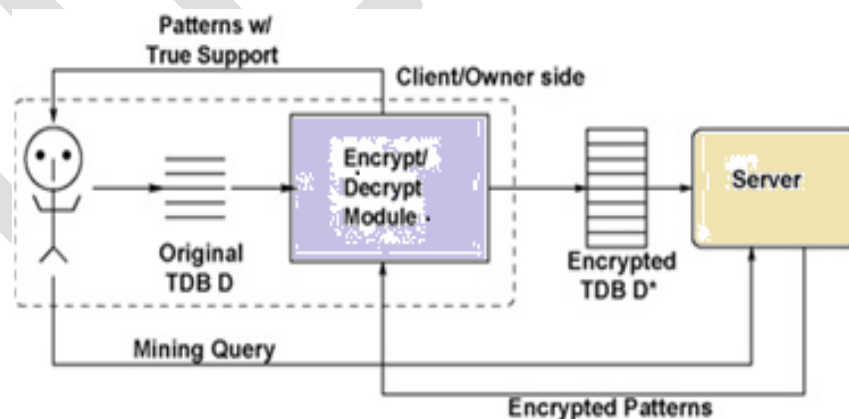 Patterns w/
True Support
Client/Owner side
Encrypt/
Decrypt
Module
Server
Original
TDB D
Encrypted
TDB D*
Mining Query
Encrypted Patterns